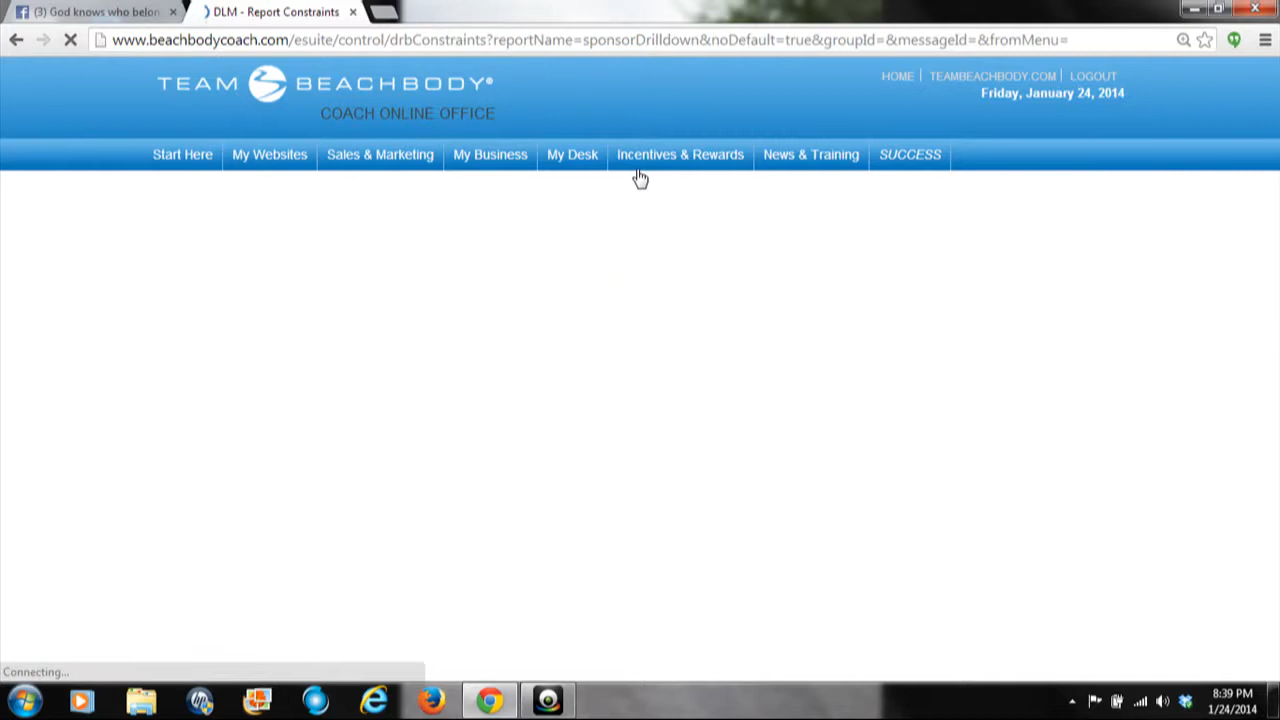 (3) God knows who belon
DLM - Report Constraints
www.beachbodycoach.com/esuite/control/drbConstraints?reportName=sponsorDrilldown&noDefault=true&groupId=&messageId=&fromMenu=
TEAM BEACHBODY®
COACH ONLINE OFFICE
HOME | TEAMBEACHBODY.COM | LOGOUT
Friday, January 24, 2014
Start Here My Websites Sales & Marketing My Business My Desk Incentives & Rewards News & Training SUCCESS
Connecting...
8:39 PM
1/24/2014